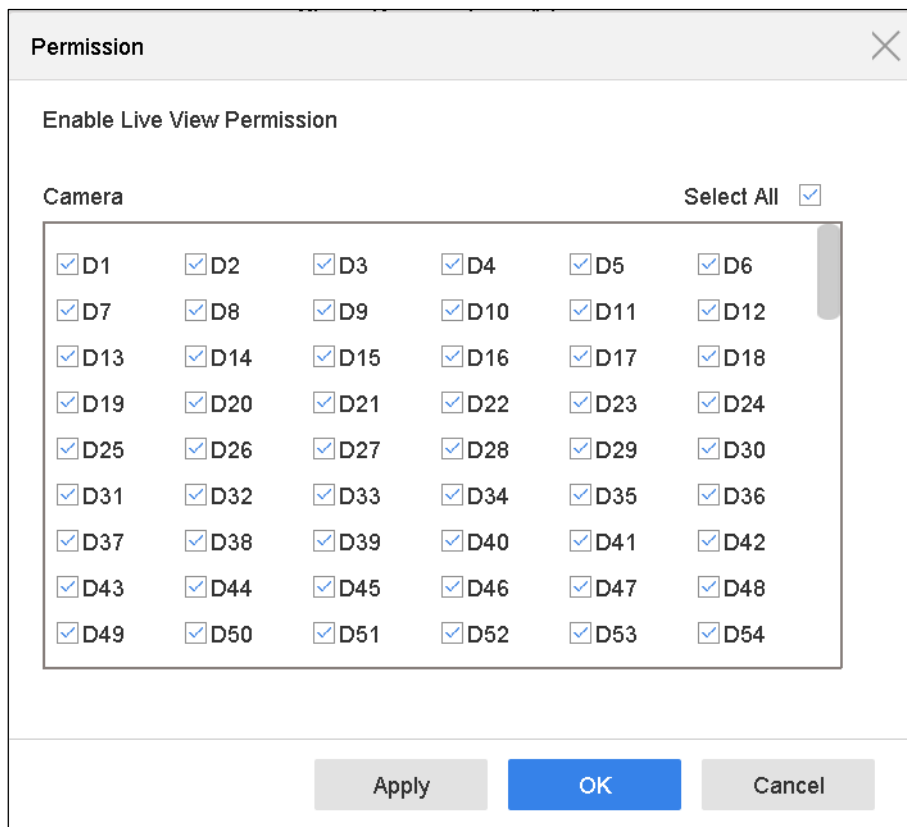 Permission
Enable Live View Permission
Camera Select All
D1 D2 D3 D4 D5 D6
D7 D8 D9 D10 D11 D12
D13 D14 D15 D16 D17 D18
D19 D20 D21 D22 D23 D24
D25 D26 D27 D28 D29 D30
D31 D32 D33 D34 D35 D36
D37 D38 D39 D40 D41 D42
D43 D44 D45 D46 D47 D48
D49 D50 D51 D52 D53 D54
Apply OK Cancel